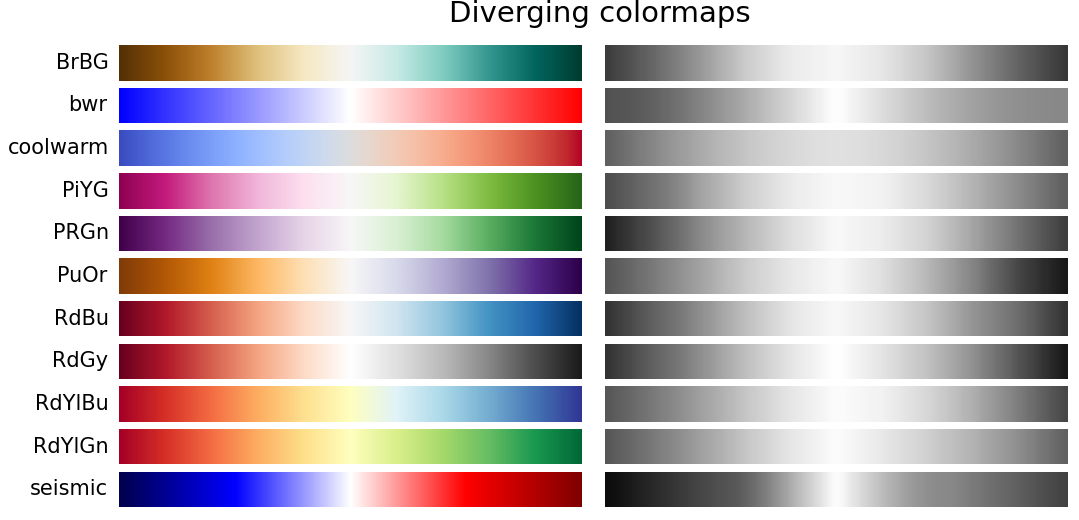 Diverging colormaps
BrBG
bwr
coolwarm
PiYG
PRGn
PuOr
RdBu
RdGy
RdYlBu
RdYlGn
seismic